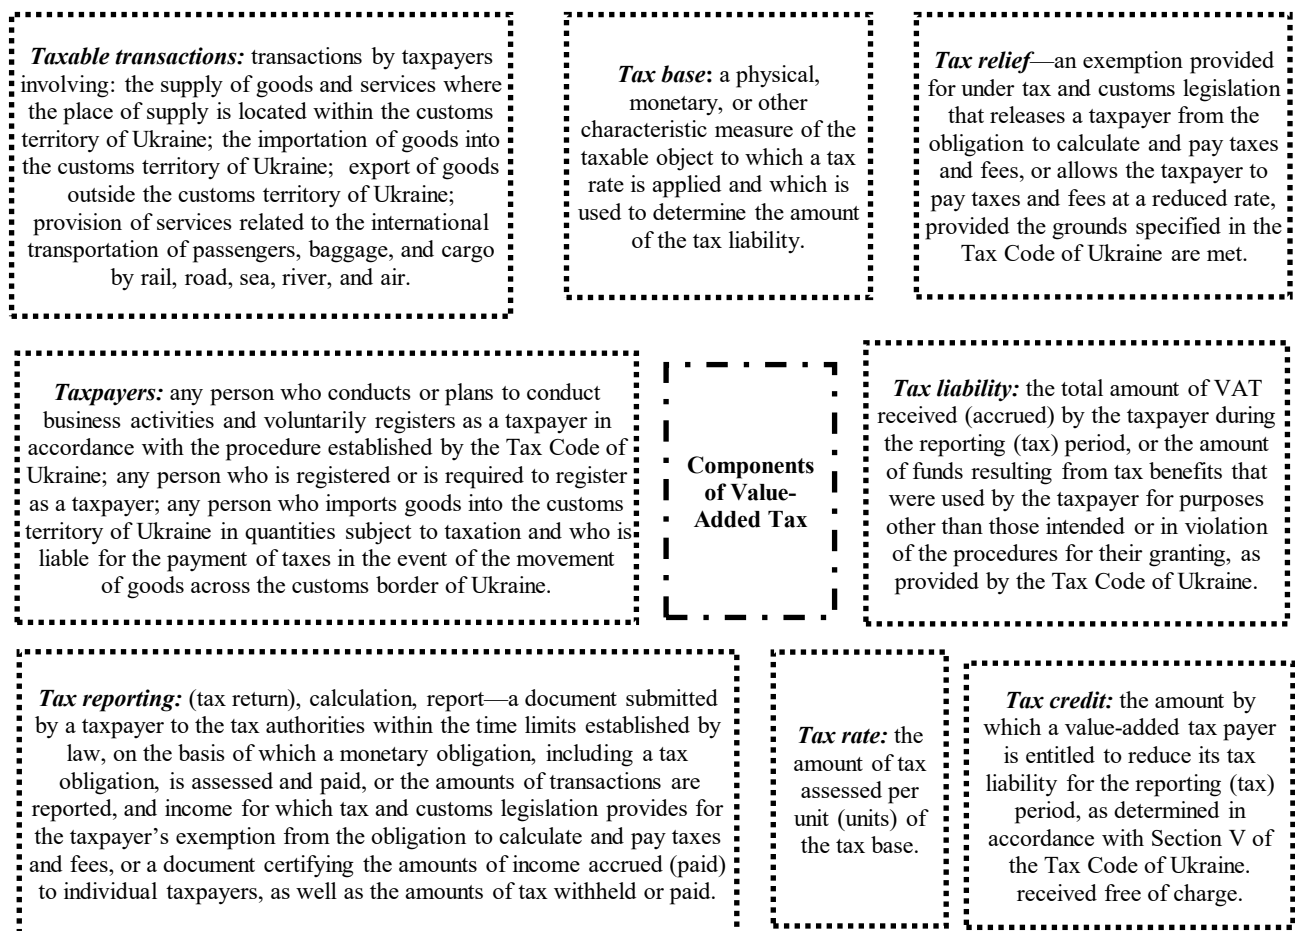 Taxable transactions: transactions by taxpayers
involving: the supply of goods and services where
the place of supply is located within the customs
territory of Ukraine; the importation of goods into
the customs territory of Ukraine; export of goods
outside the customs territory of Ukraine;
provision of services related to the international
transportation of passengers, baggage, and cargo
by rail, road, sea, river, and air.
Tax base: a physical,
monetary, or other
characteristic measure of the
taxable object to which a tax
rate is applied and which is
used to determine the amount
of the tax liability.
Tax relief—an exemption provided
for under tax and customs legislation
that releases a taxpayer from the
obligation to calculate and pay taxes
and fees, or allows the taxpayer to
pay taxes and fees at a reduced rate,
provided the grounds specified in the
Tax Code of Ukraine are met.
Taxpayers: any person who conducts or plans to conduct
business activities and voluntarily registers as a taxpayer in
accordance with the procedure established by the Tax Code of
Ukraine; any person who is registered or is required to register
as a taxpayer; any person who imports goods into the customs
territory of Ukraine in quantities subject to taxation and who is
liable for the payment of taxes in the event of the movement
of goods across the customs border of Ukraine.
Components
of Value-
Added Tax
Tax liability: the total amount of VAT
received (accrued) by the taxpayer during
the reporting (tax) period, or the amount
of funds resulting from tax benefits that
were used by the taxpayer for purposes
other than those intended or in violation
of the procedures for their granting, as
provided by the Tax Code of Ukraine.
Tax reporting: (tax return), calculation, report—a document submitted
by a taxpayer to the tax authorities within the time limits established by
law, on the basis of which a monetary obligation, including a tax
obligation, is assessed and paid, or the amounts of transactions are
reported, and income for which tax and customs legislation provides for
the taxpayer’s exemption from the obligation to calculate and pay taxes
and fees, or a document certifying the amounts of income accrued (paid)
to individual taxpayers, as well as the amounts of tax withheld or paid.
Tax rate: the
amount of tax
assessed per
unit (units) of
the tax base.
Tax credit: the amount by
which a value-added tax payer
is entitled to reduce its tax
liability for the reporting (tax)
period, as determined in
accordance with Section V of
the Tax Code of Ukraine.
received free of charge.